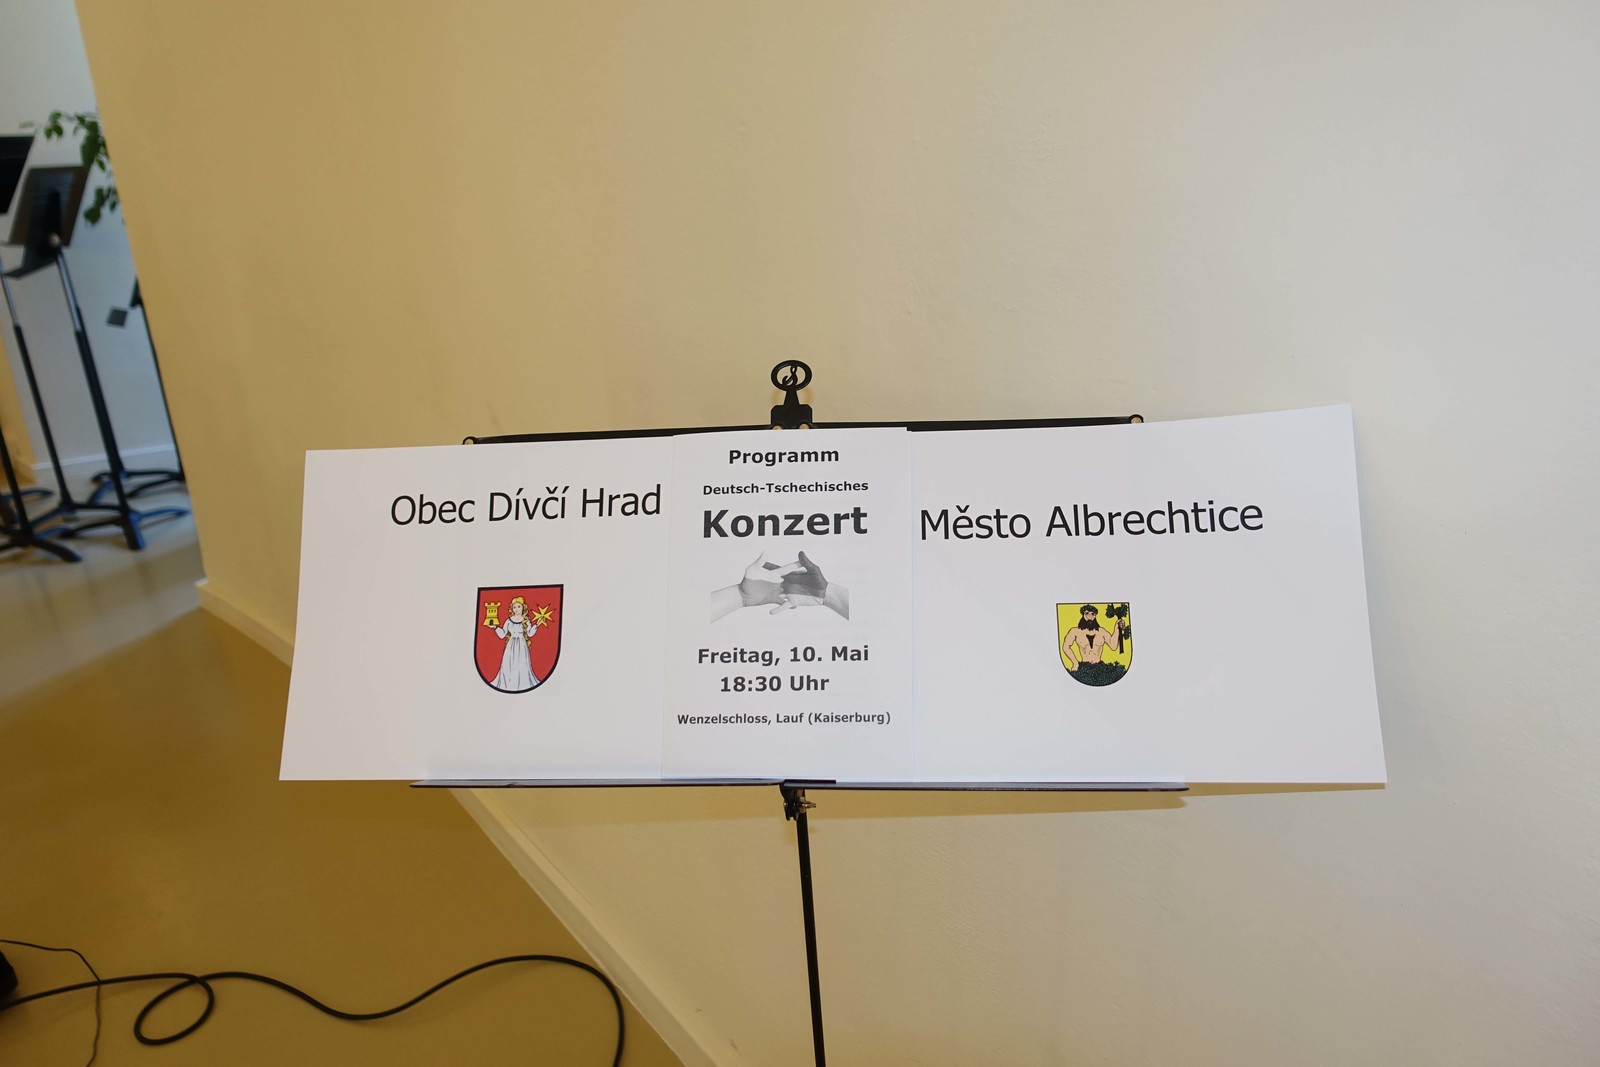 Obec Dívčí Hrad
Programm
Deutsch-Tschechisches
Konzert
Freitag, 10. Mai
18:30 Uhr
Wenzelschloss, Lauf (Kaiserburg)
Město Albrechtice